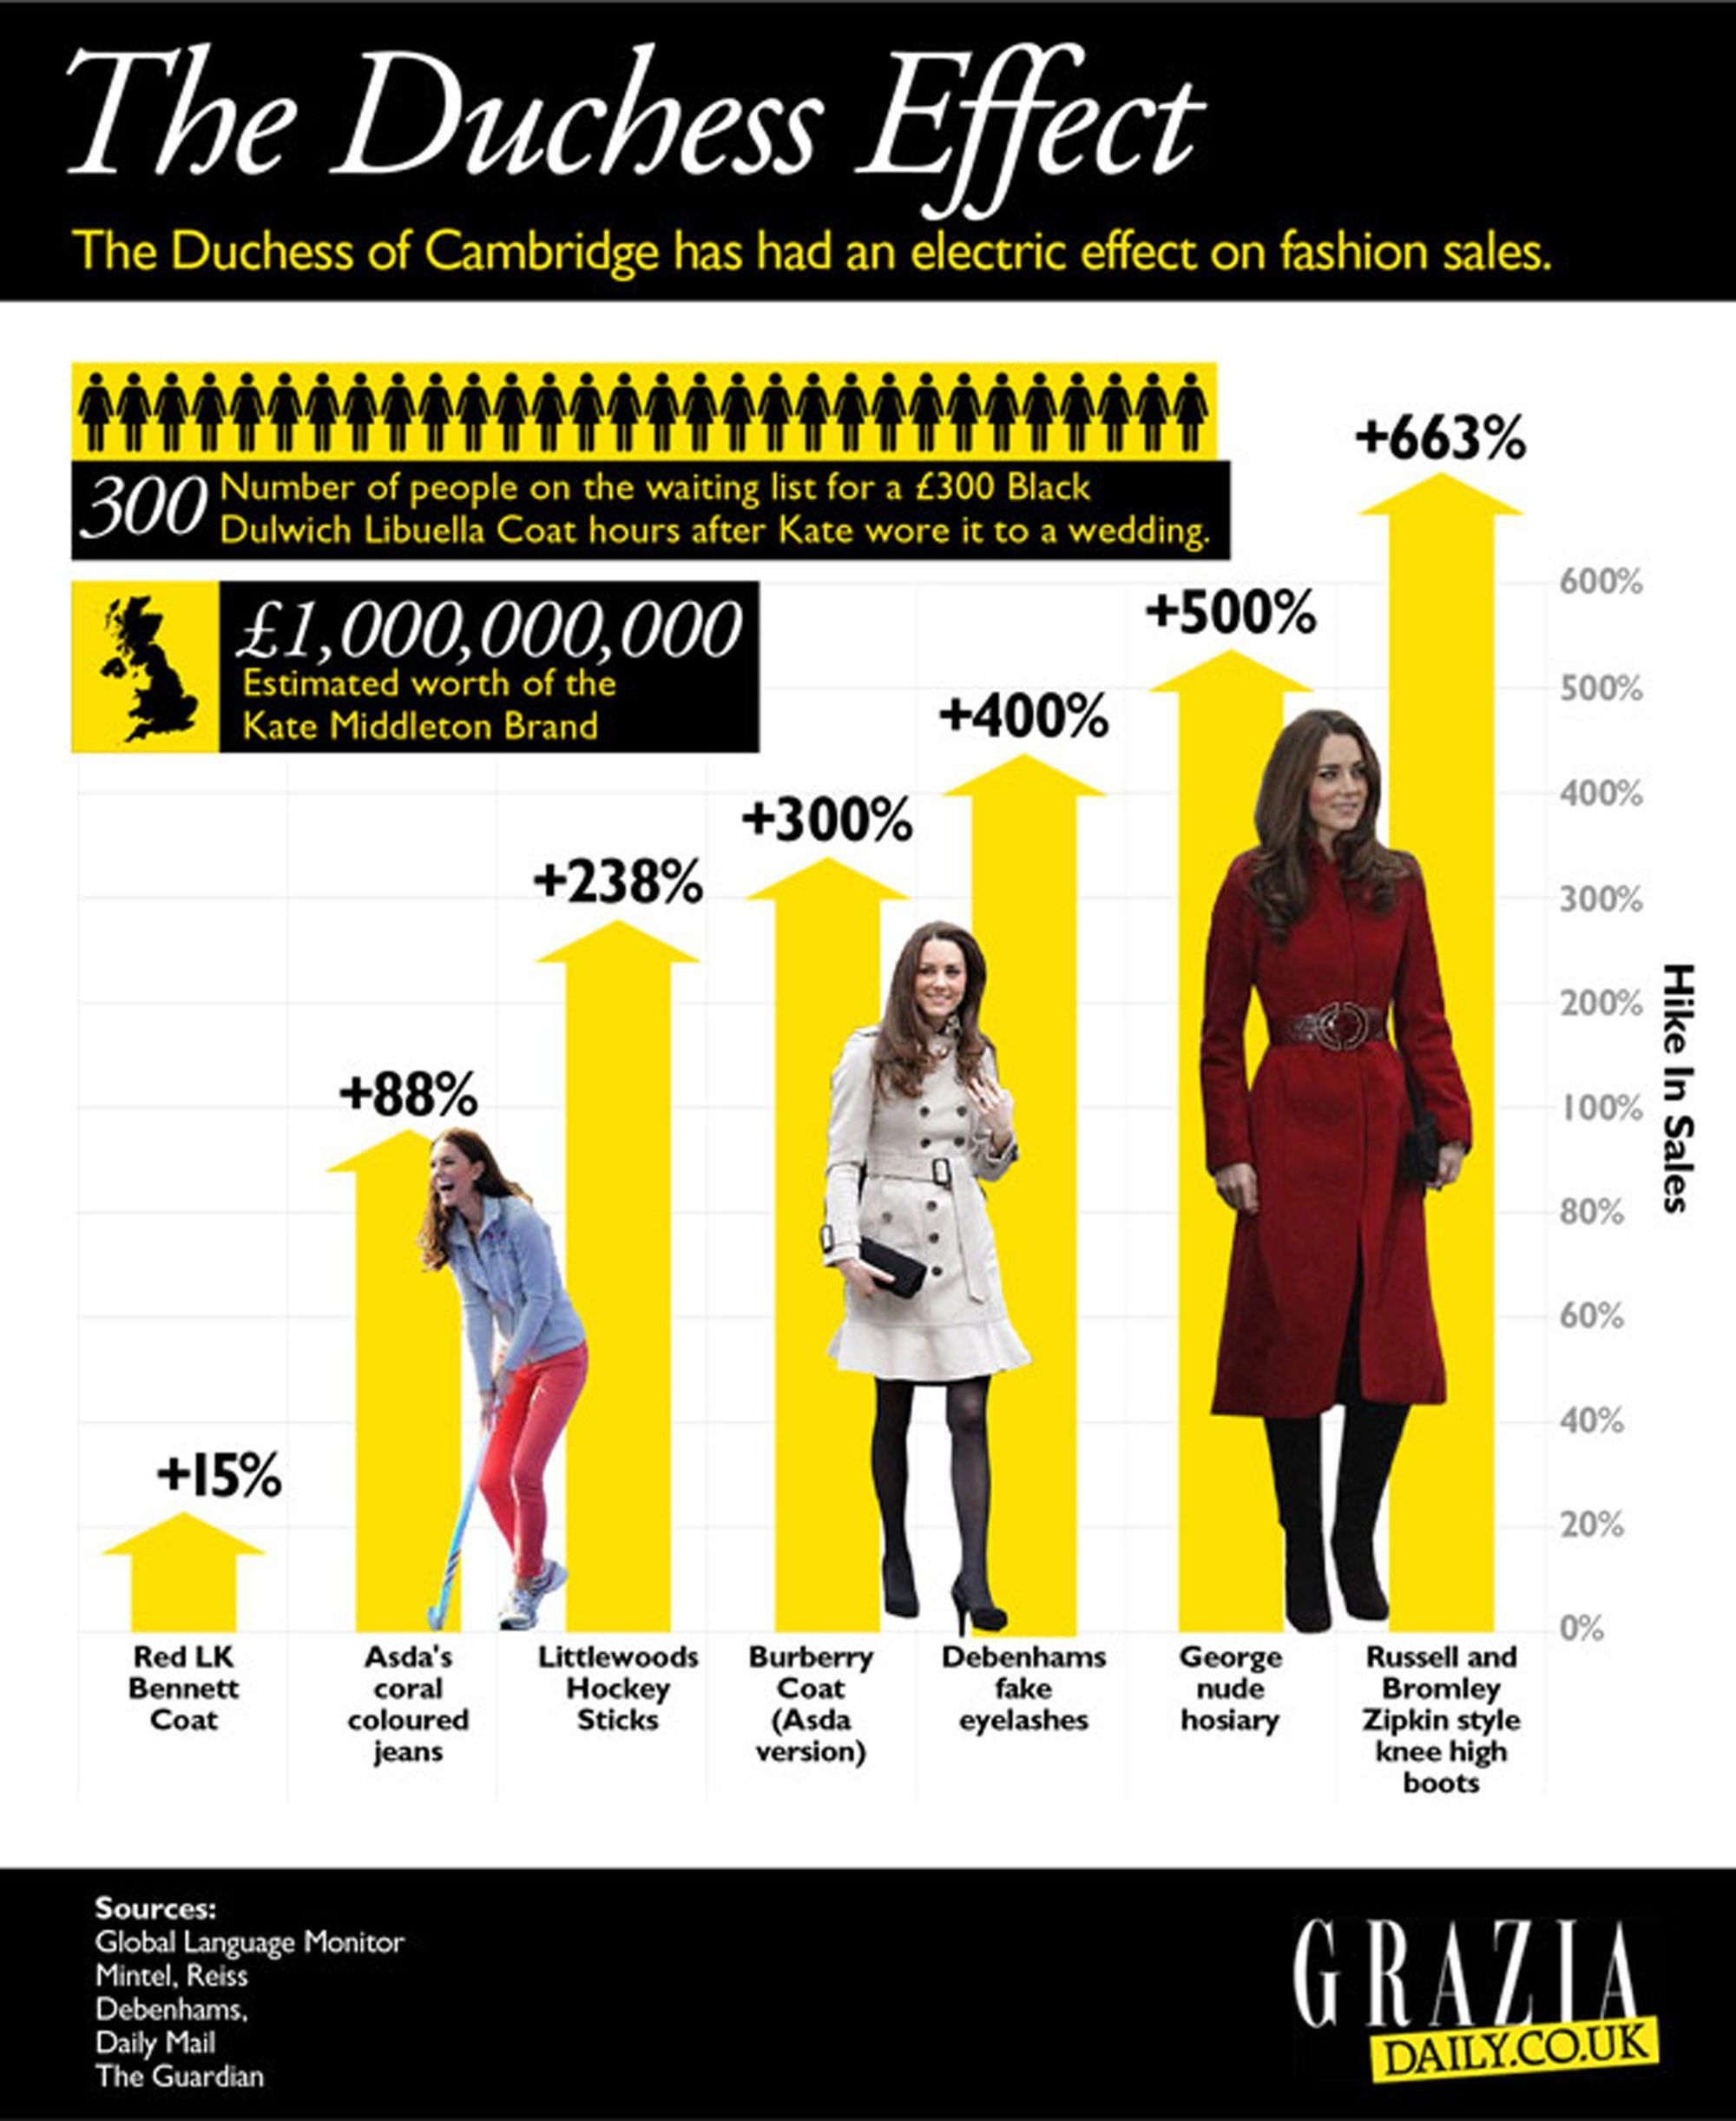 The Duchess Effect
The Duchess of Cambridge has had an electric effect on fashion sales.
300
Number of people on the waiting list for a £300 Black
Dulwich Libuella Coat hours after Kate wore it to a wedding.
£1,000,000,000
Estimated worth of the
Kate Middleton Brand
+15%
+88%
+238%
+300%
+400%
+500%
+663%
600%
500%
400%
300%
200%
100%
80%
60%
40%
20%
0%
Hike In Sales
Red LK
Bennett
Coat
Asda's
coral
coloured
jeans
Littlewoods
Hockey
Sticks
Burberry
Coat
(Asda
version)
Debenhams
fake
eyelashes
George
nude
hosiary
Russell and
Bromley
Zipkin style
knee high
boots
Sources:
Global Language Monitor
Mintel, Reiss
Debenhams,
Daily Mail
The Guardian
GRAZIA
DAILY.CO.UK